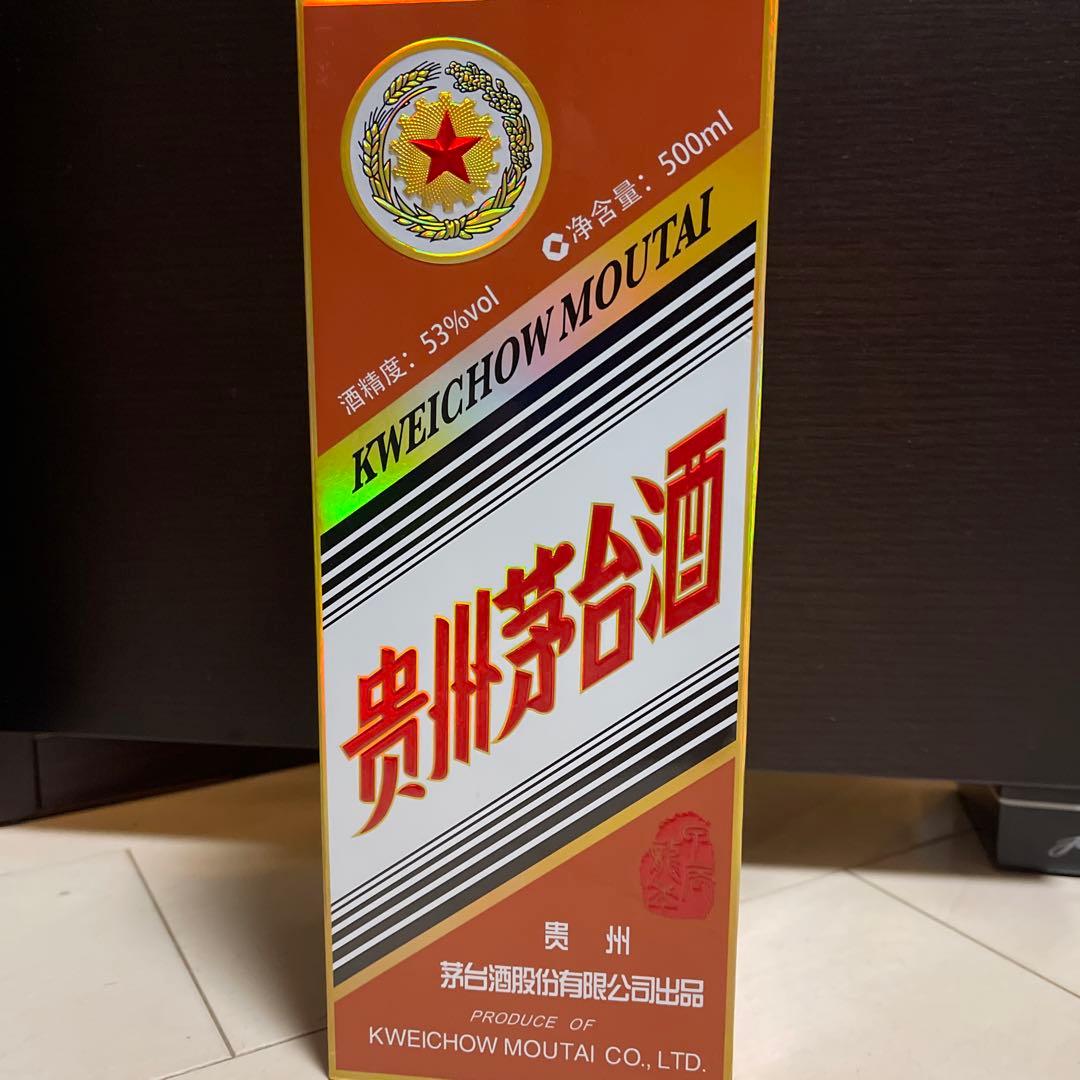 净含量：500ml
酒精度：53%vol
KWEICHOW MOUTAI
贵州茅台酒
贵州
茅台酒股份有限公司出品
PRODUCE OF
KWEICHOW MOUTAI CO., LTD.